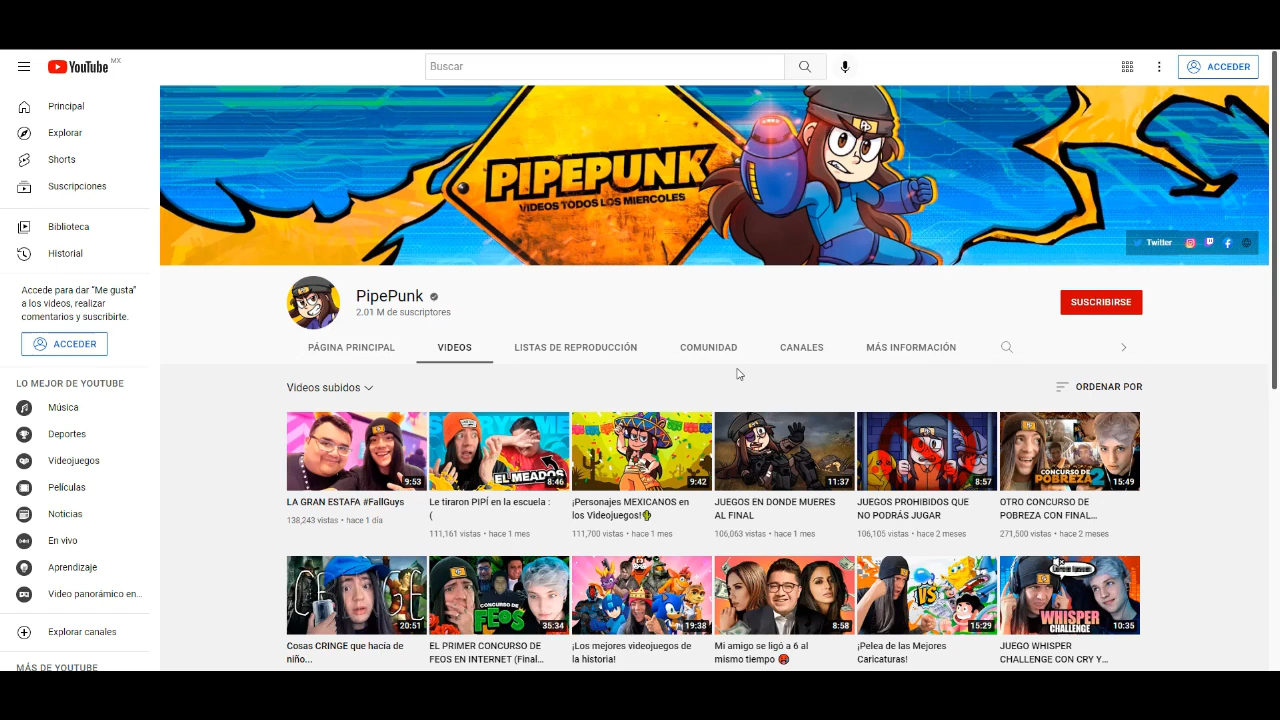 YouTube MX
Buscar
ACCEDER
Principal
Explorar
Shorts
Suscripciones
Biblioteca
Historial
Accede para dar "Me gusta"
a los videos, realizar
comentarios y suscribirte.
ACCEDER
LO MEJOR DE YOUTUBE
Música
Deportes
Videojuegos
Películas
Noticias
En vivo
Aprendizaje
Video panorámico en...
Explorar canales
MÁS DE YOUTUBE
PIPEPUNK
VIDEOS TODOS LOS MIERCOLES
Twitter
PipePunk
2.01 M de suscriptores
SUSCRIBIRSE
PÁGINA PRINCIPAL VIDEOS LISTAS DE REPRODUCCIÓN COMUNIDAD CANALES MÁS INFORMACIÓN
Videos subidos
ORDENAR POR
9:53
LA GRAN ESTAFA #FallGuys
138,243 vistas • hace 1 día
EL MEADOS
8:46
Le tiraron PIPÍ en la escuela :
(
111,161 vistas • hace 1 mes
9:42
¡Personajes MEXICANOS en
los Videojuegos!🌵
111,700 vistas • hace 1 mes
11:37
JUEGOS EN DONDE MUERES
AL FINAL
106,063 vistas • hace 1 mes
8:57
JUEGOS PROHIBIDOS QUE
NO PODRÁS JUGAR
106,105 vistas • hace 2 meses
CONCURSO DE
POBREZA 2
15:49
OTRO CONCURSO DE
POBREZA CON FINAL...
271,500 vistas • hace 2 meses
20:51
Cosas CRINGE que hacia de
niño...
CONCURSO DE
FEOS
35:34
EL PRIMER CONCURSO DE
FEOS EN INTERNET (Final...
19:38
¡Los mejores videojuegos de
la historia!
8:58
Mi amigo se ligó a 6 al
mismo tiempo
VS
15:29
¡Pelea de las Mejores
Caricaturas!
WHISPER
CHALLENGE
10:35
JUEGO WHISPER
CHALLENGE CON CRY Y...